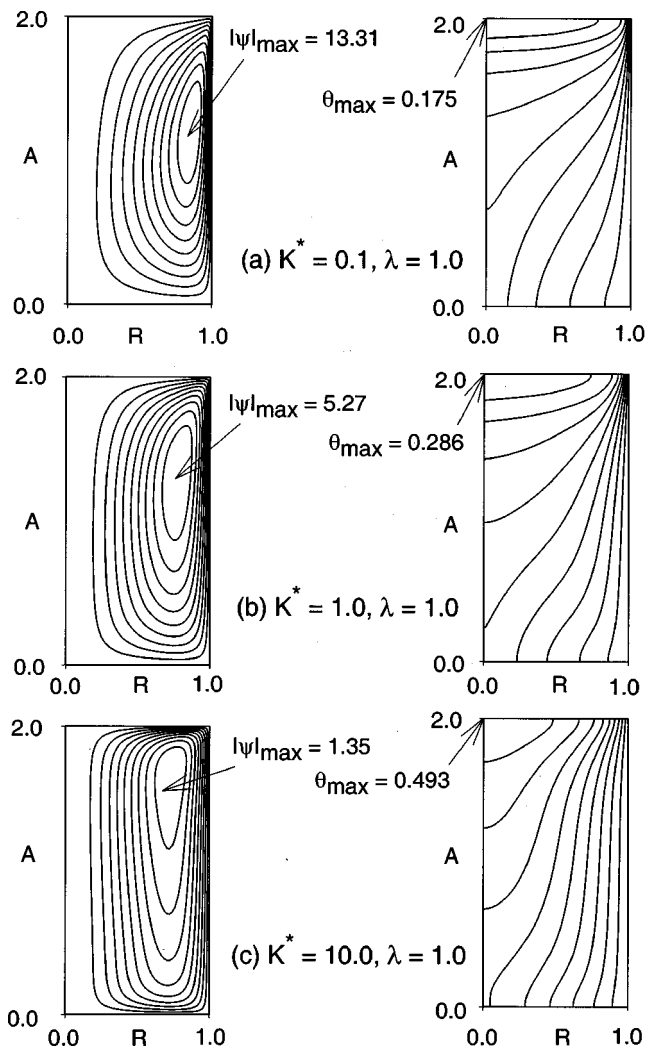 2.0
|ψ|max = 13.31
A
0.0
0.0 R 1.0
2.0
θmax = 0.175
A
0.0
0.0 R 1.0
(a) K* = 0.1, λ = 1.0
2.0
|ψ|max = 5.27
A
0.0
0.0 R 1.0
2.0
θmax = 0.286
A
0.0
0.0 R 1.0
(b) K* = 1.0, λ = 1.0
2.0
|ψ|max = 1.35
A
0.0
0.0 R 1.0
2.0
θmax = 0.493
A
0.0
0.0 R 1.0
(c) K* = 10.0, λ = 1.0